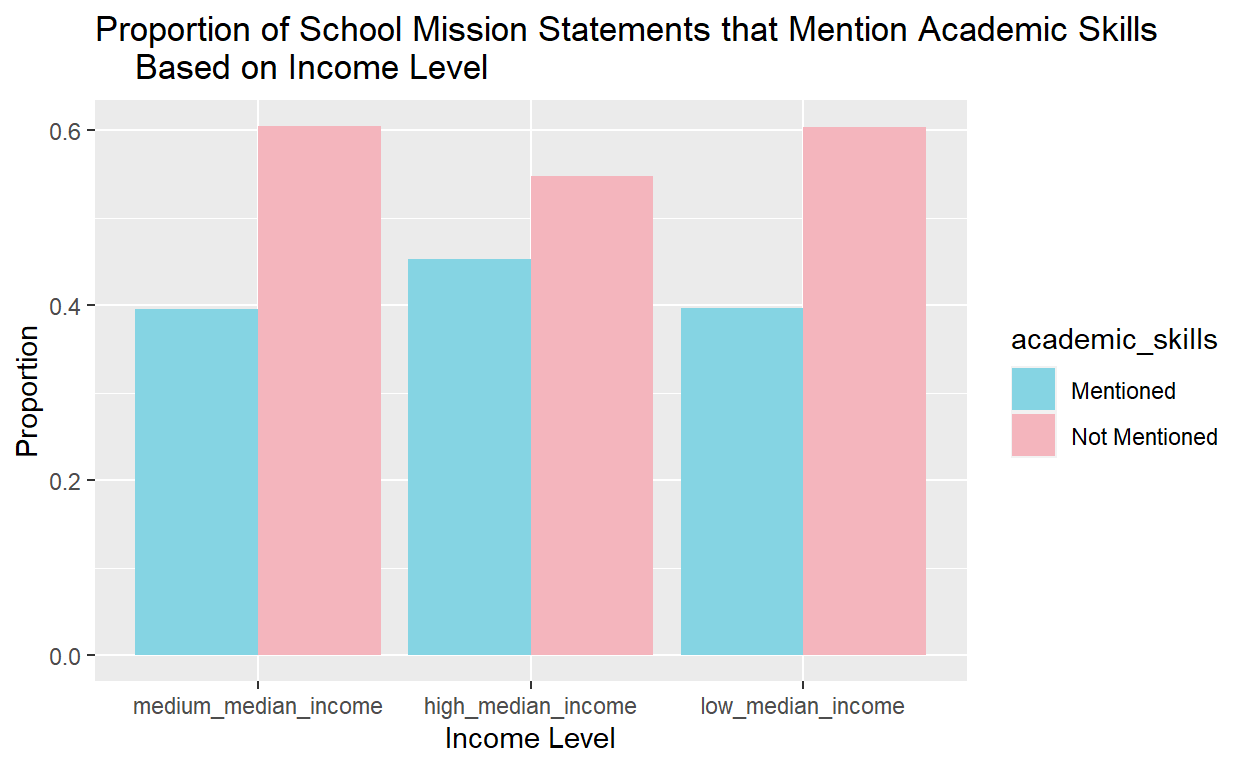 Proportion of School Mission Statements that Mention Academic Skills
Based on Income Level
0.6
0.4
0.2
0.0
Proportion
medium_median_income
high_median_income
low_median_income
Income Level
academic_skills
Mentioned
Not Mentioned